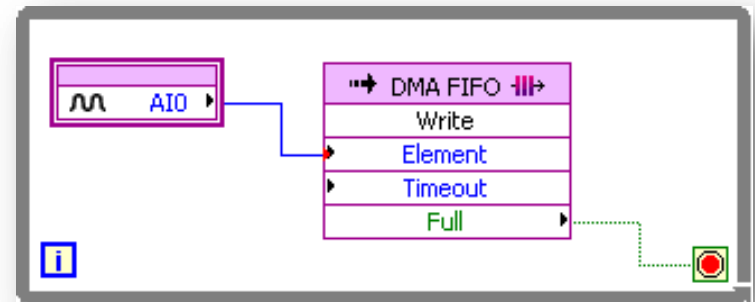 AI0
DMA FIFO
Write
Element
Timeout
Full
i